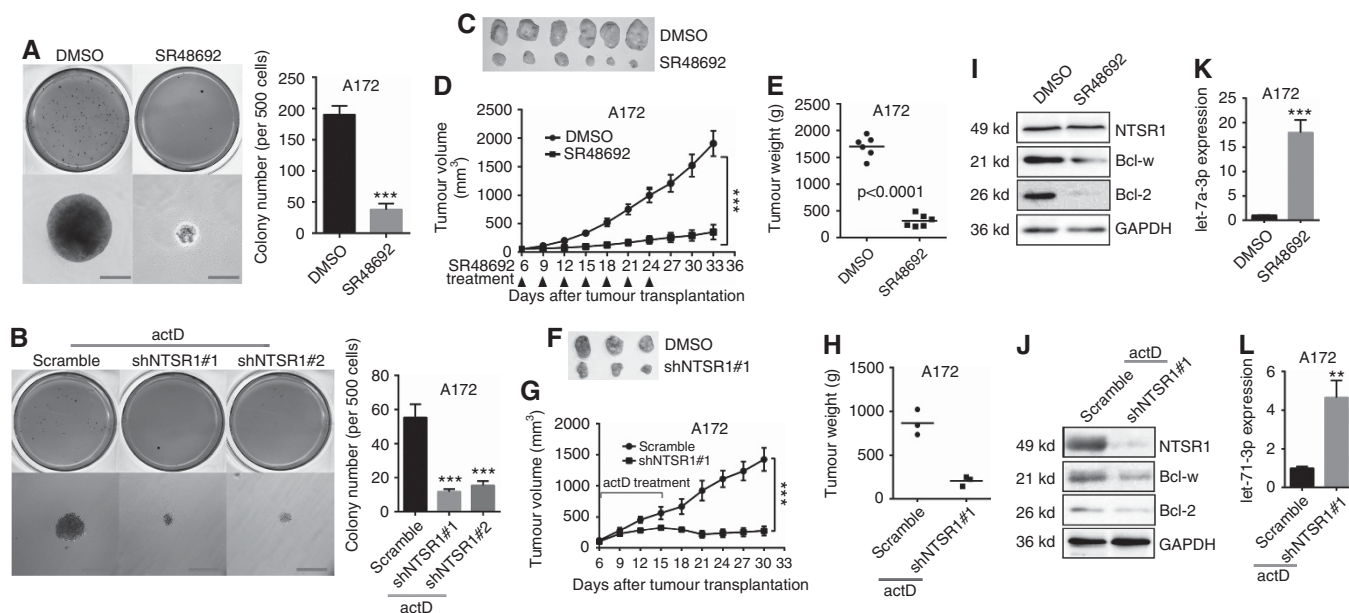 A
DMSO
SR48692
Colony number (per 500 cells)
250
200
150
100
50
0
A172
***
DMSO
SR48692
B
actD
Scramble
shNTSR1#1
shNTSR1#2
Colony number (per 500 cells)
80
60
40
20
0
A172
***
***
Scramble
shNTSR1#1
shNTSR1#2
actD
C
DMSO
SR48692
D
A172
Tumour volume
(mm3)
2500
2000
1500
1000
500
0
DMSO
SR48692
***
SR48692
treatment
6 9 12 15 18 21 24 27 30 33 36
Days after tumour transplantation
E
A172
Tumour weight (g)
2500
2000
1500
1000
500
0
p<0.0001
DMSO
SR48692
F
DMSO
shNTSR1#1
G
A172
Tumour volume (mm3)
2000
1500
1000
500
0
Scramble
shNTSR1#1
actD treatment
***
6 9 12 15 18 21 24 27 30 33
Days after tumour transplantation
H
A172
Tumour weight (g)
1500
1000
500
0
Scramble
shNTSR1#1
actD
I
DMSO
SR48692
49 kd NTSR1
21 kd Bcl-w
26 kd Bcl-2
36 kd GAPDH
J
actD
Scramble
shNTSR1#1
49 kd NTSR1
21 kd Bcl-w
26 kd Bcl-2
36 kd GAPDH
K
A172
let-7a-3p expression
25
20
15
10
5
0
***
DMSO
SR48692
L
A172
let-71-3p expression
6
4
2
0
**
Scramble
shNTSR1#1
actD